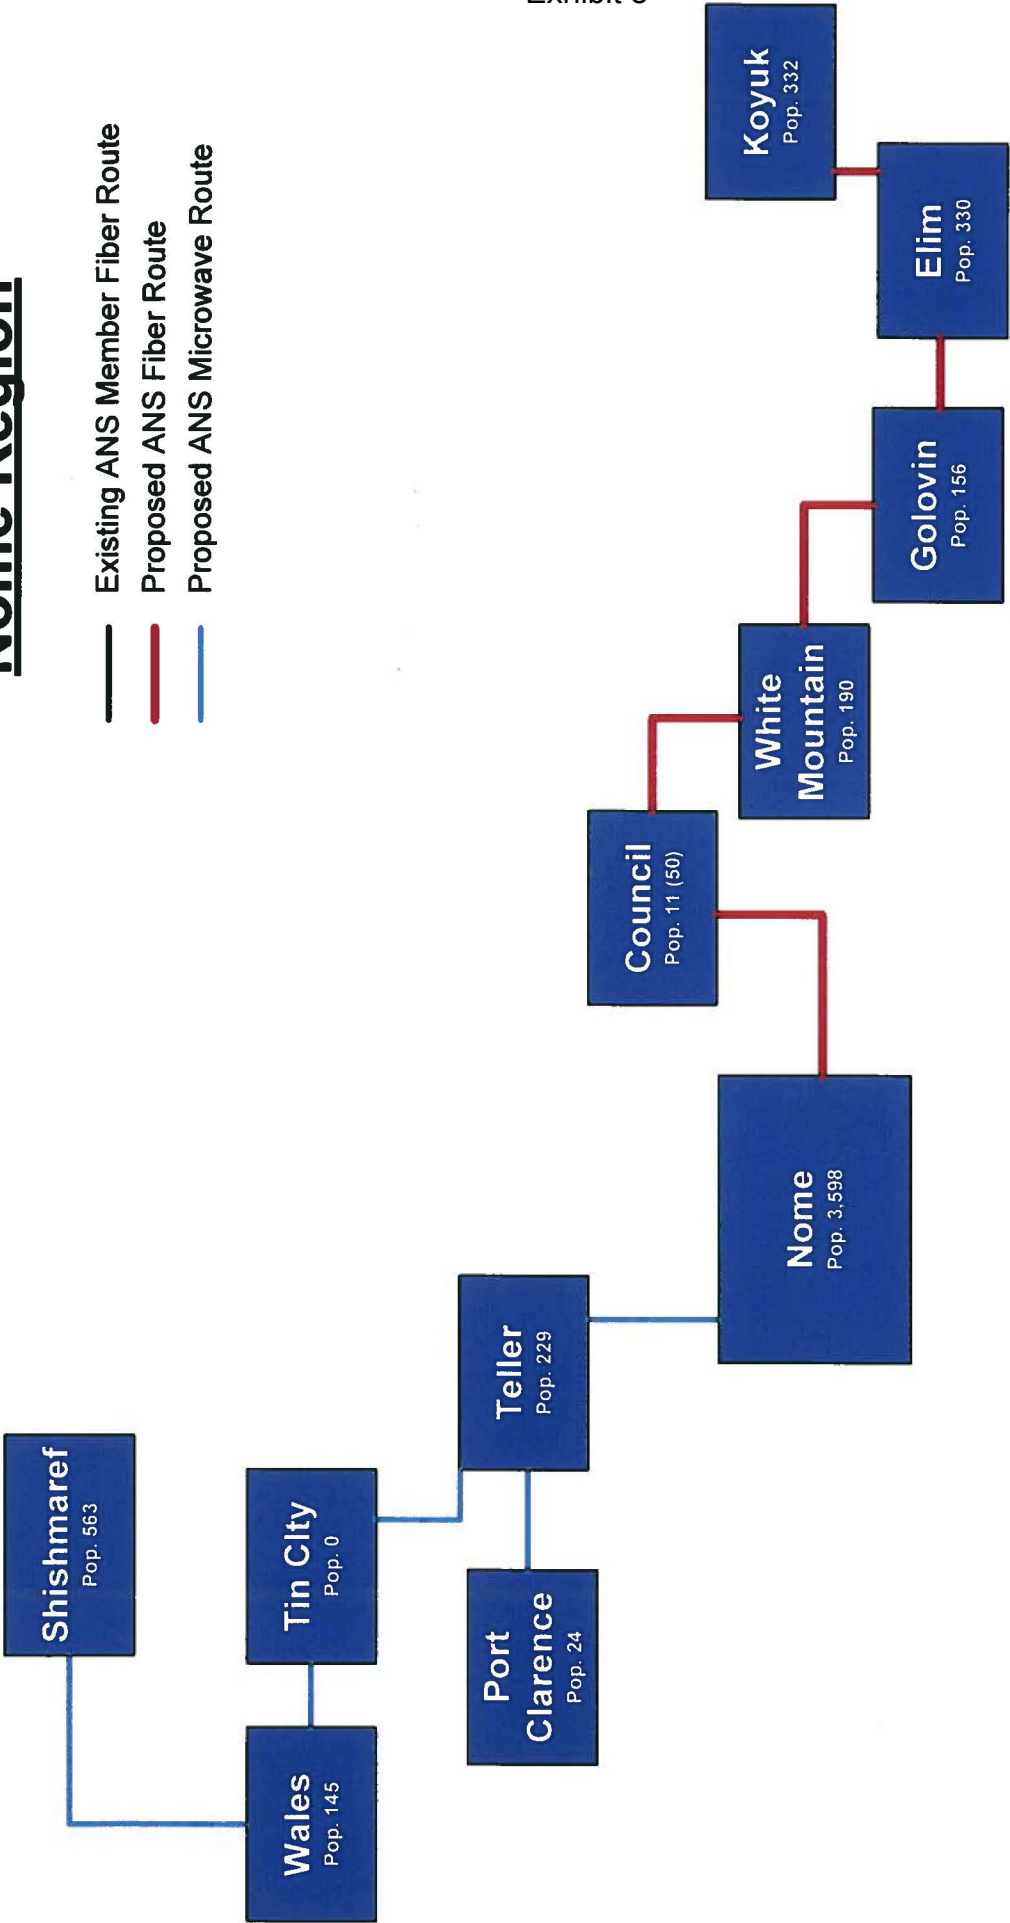 Nome Region
Existing ANS Member Fiber Route
Proposed ANS Fiber Route
Proposed ANS Microwave Route
Shishmaref
Pop. 563
Wales
Pop. 145
Tin CIty
Pop. 0
Port
Clarence
Pop. 24
Teller
Pop. 229
Nome
Pop. 3,598
Council
Pop. 11 (50)
White
Mountain
Pop. 190
Golovin
Pop. 156
Elim
Pop. 330
Koyuk
Pop. 332